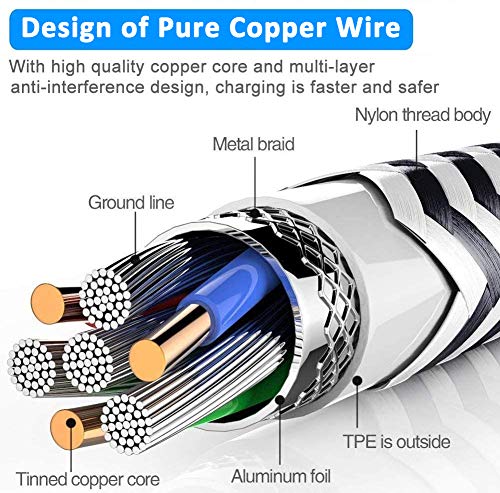 Design of Pure Copper Wire
With high quality copper core and multi-layer
anti-interference design, charging is faster and safer
Nylon thread body
Metal braid
Ground line
TPE is outside
Aluminum foil
Tinned copper core